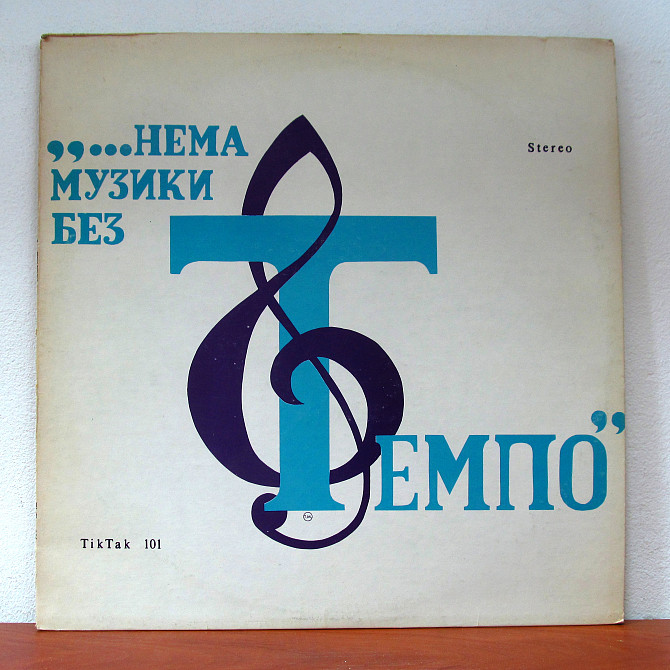 „...НЕМА
МУЗИКИ
БЕЗ
ТЕМПО”
Stereo
TikTak 101